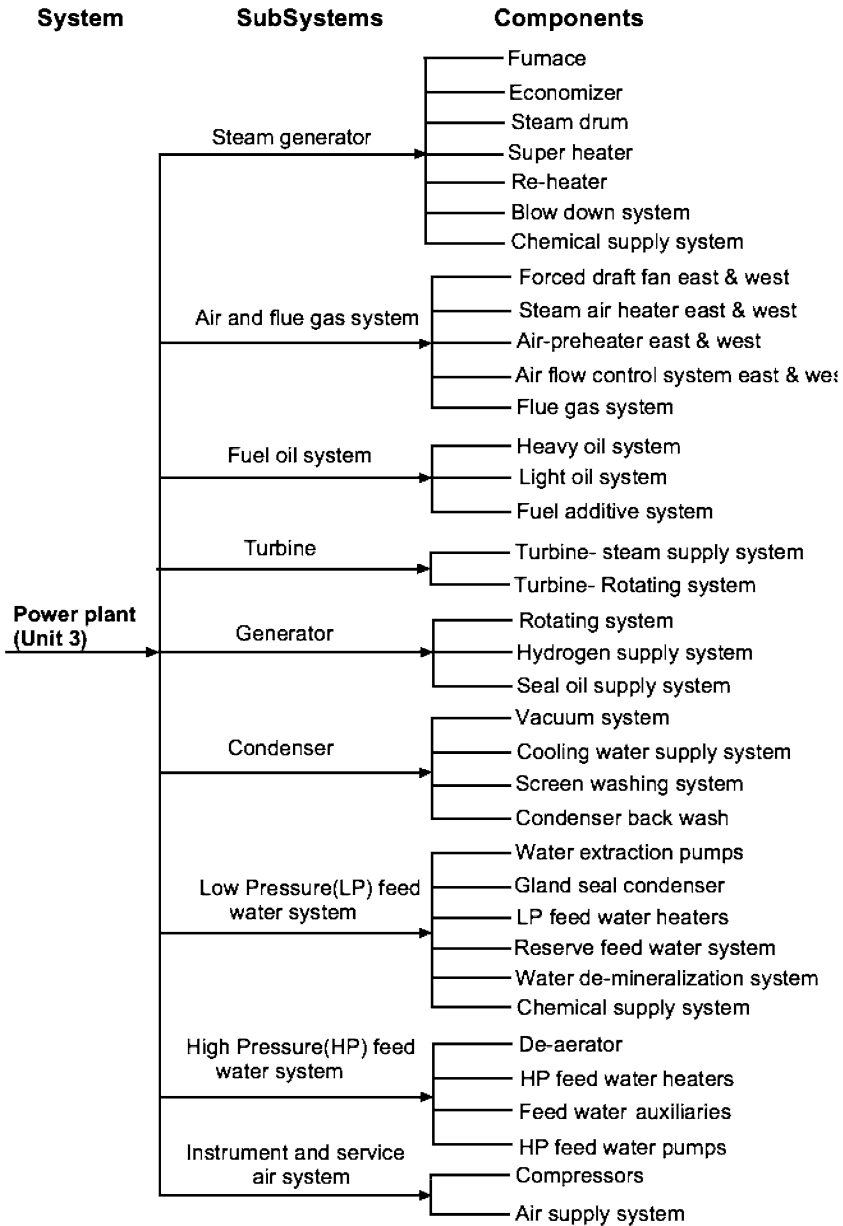 System SubSystems Components
Furnace
Economizer
Steam drum
Steam generator
Super heater
Re-heater
Blow down system
Chemical supply system
Forced draft fan east & west
Steam air heater east & west
Air and flue gas system
Air-preheater east & west
Air flow control system east & wes
Flue gas system
Heavy oil system
Fuel oil system
Light oil system
Fuel additive system
Turbine
Turbine- steam supply system
Turbine- Rotating system
Power plant
(Unit 3)
Generator
Rotating system
Hydrogen supply system
Seal oil supply system
Vacuum system
Condenser
Cooling water supply system
Screen washing system
Condenser back wash
Water extraction pumps
Low Pressure(LP) feed
water system
Gland seal condenser
LP feed water heaters
Reserve feed water system
Water de-mineralization system
Chemical supply system
High Pressure(HP) feed
water system
De-aerator
HP feed water heaters
Feed water auxiliaries
HP feed water pumps
Instrument and service
air system
Compressors
Air supply system